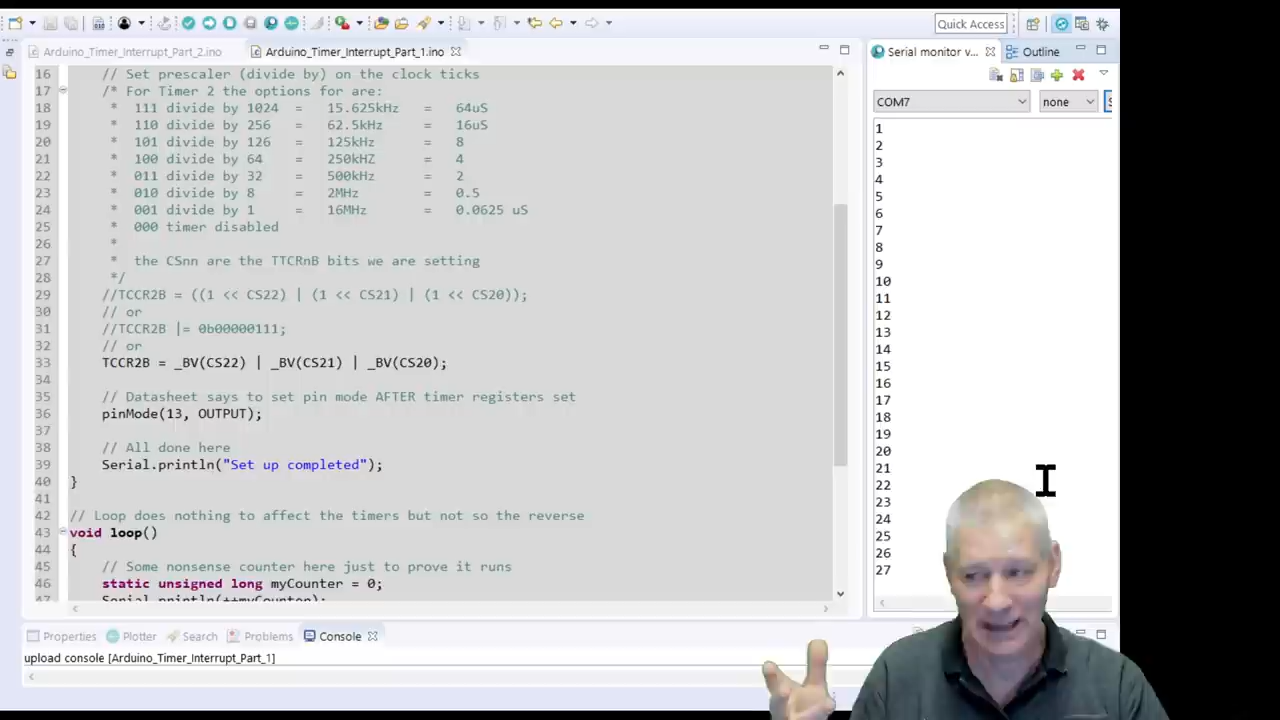 Quick Access
Arduino_Timer_Interrupt_Part_2.ino
Arduino_Timer_Interrupt_Part_1.ino
16 // Set prescaler (divide by) on the clock ticks
17 /* For Timer 2 the options for are:
18 * 111 divide by 1024 = 15.625kHz = 64uS
19 * 110 divide by 256 = 62.5kHz = 16uS
20 * 101 divide by 126 = 125kHz = 8
21 * 100 divide by 64 = 250kHZ = 4
22 * 011 divide by 32 = 500kHz = 2
23 * 010 divide by 8 = 2MHz = 0.5
24 * 001 divide by 1 = 16MHz = 0.0625 uS
25 * 000 timer disabled
26 *
27 * the CSnn are the TTCRnB bits we are setting
28 */
29 //TCCR2B = ((1 << CS22) | (1 << CS21) | (1 << CS20));
30 // or
31 //TCCR2B |= 0b00000111;
32 // or
33 TCCR2B = _BV(CS22) | _BV(CS21) | _BV(CS20);
34
35 // Datasheet says to set pin mode AFTER timer registers set
36 pinMode(13, OUTPUT);
37
38 // All done here
39 Serial.println("Set up completed");
40 }
41
42 // Loop does nothing to affect the timers but not so the reverse
43 void loop()
44 {
45 // Some nonsense counter here just to prove it runs
46 static unsigned long myCounter = 0;
47 Serial.println(++myCounter);
Serial monitor v...
Outline
COM7
none
1
2
3
4
5
6
7
8
9
10
11
12
13
14
15
16
17
18
19
20
21
22
23
24
25
26
27
Properties
Plotter
Search
Problems
Console
upload console [Arduino_Timer_Interrupt_Part_1]